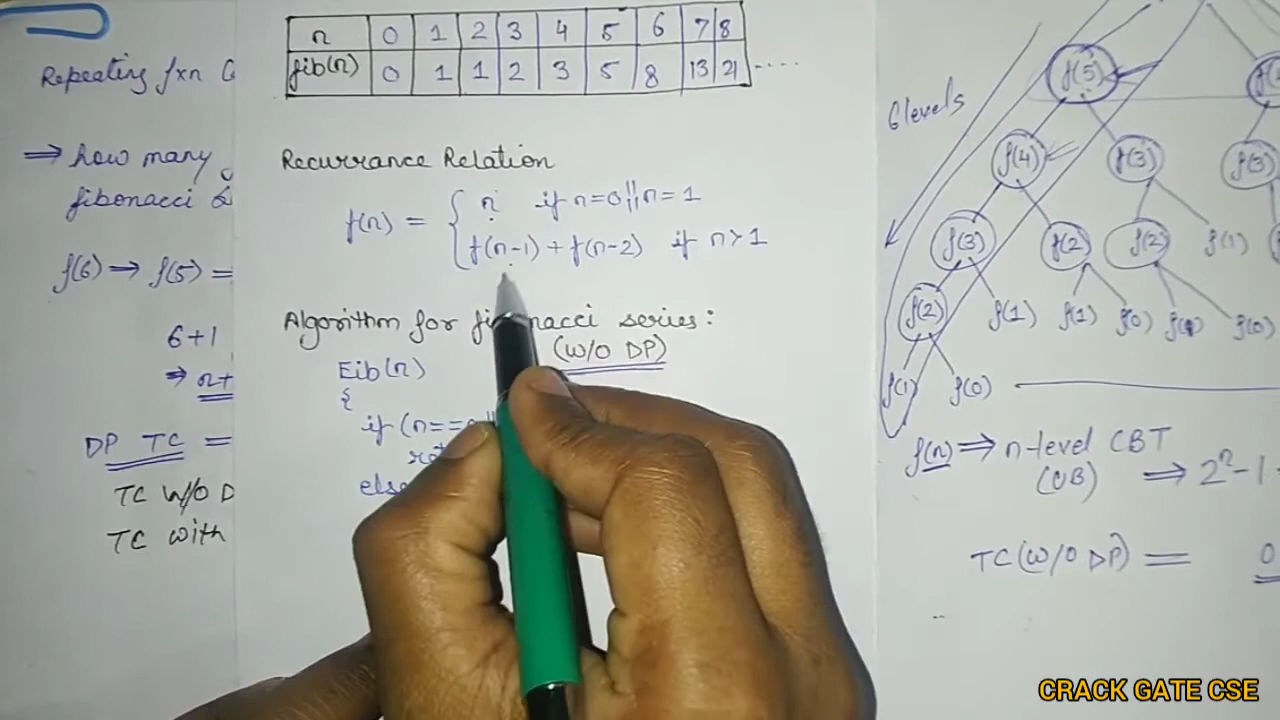 Repeating fxn
⇒ how many
fibonacci
f(6) → f(5) =
6+1
⇒ n+
DP TC =
TC W/O D
TC with
n 0 1 2 3 4 5 6 7 8
fib(n) 0 1 1 2 3 5 8 13 21 ....
Recurrance Relation
f(n) = { n if n=0||n=1
f(n-1) + f(n-2) if n>1
Algorithm for series:
(W/O DP)
Fib(n)
{
if (n==0
else
6 levels
f(5)
f(4) f(3) f(3)
f(3) f(2) f(2) f(1)
f(2) f(1) f(1) f(0) f(1) f(0)
f(1) f(0)
f(n) ⇒ n-level CBT
(UB) ⇒ 2ⁿ-1
TC(W/O DP) = 0
CRACK GATE CSE